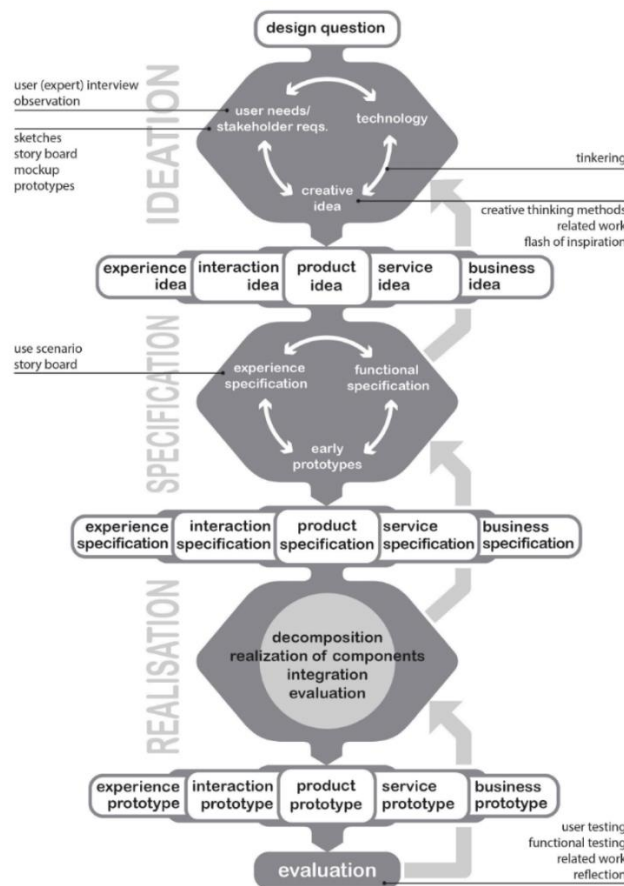 design question
IDEATION
user (expert) interview
observation
sketches
story board
mockup
prototypes
user needs/
stakeholder reqs.
technology
creative
idea
tinkering
creative thinking methods
related work
flash of inspiration
experience
idea
interaction
idea
product
idea
service
idea
business
idea
SPECIFICATION
use scenario
story board
experience
specification
functional
specification
early
prototypes
experience
specification
interaction
specification
product
specification
service
specification
business
specification
REALISATION
decomposition
realization of components
integration
evaluation
experience
prototype
interaction
prototype
product
prototype
service
prototype
business
prototype
evaluation
user testing
functional testing
related work
reflection